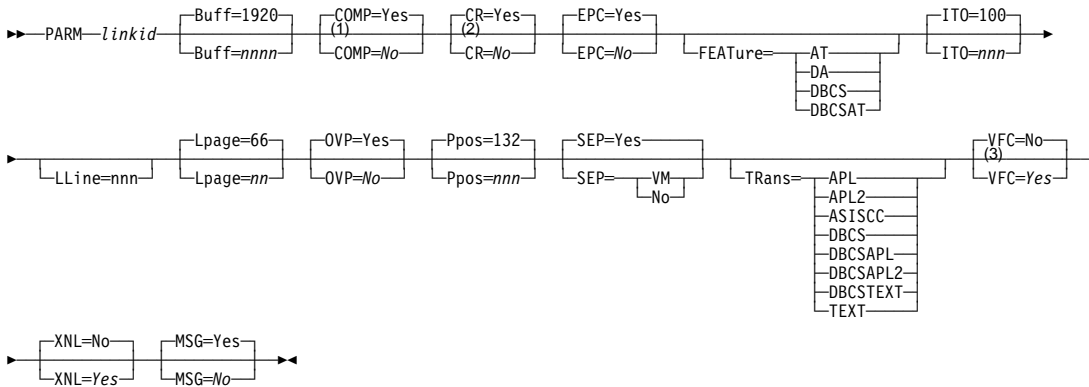 Buff=1920 COMP=Yes CR=Yes EPC=Yes ITO=100
(1) (2)
PARM linkid
Buff=nnnn COMP=No CR=No EPC=No FEATure= AT ITO=nnn
DA
DBCS
DBCSAT
Lpage=66 OVP=Yes Ppos=132 SEP=Yes VFC=No
(3)
LLine=nnn Lpage=nn OVP=No Ppos=nnn SEP= VM TRans= APL VFC=Yes
No APL2
ASISCC
DBCS
DBCSAPL
DBCSAPL2
DBCSTEXT
TEXT
XNL=No MSG=Yes
XNL=Yes MSG=No